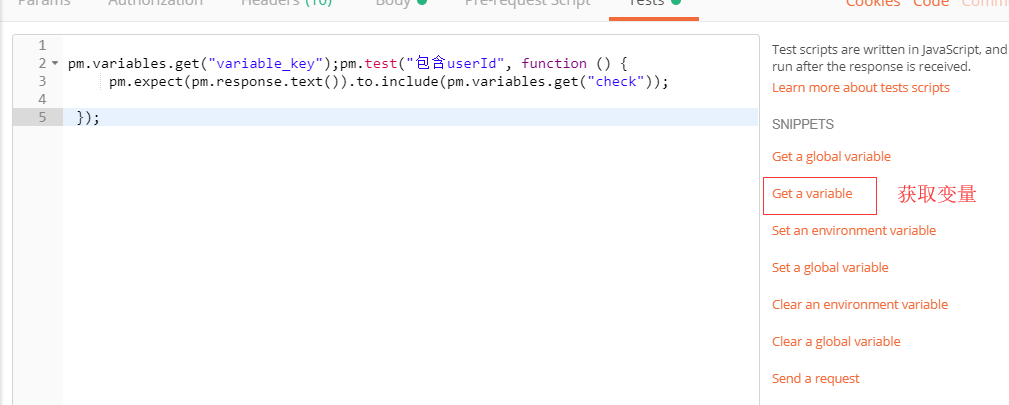 Params Authorization Headers (10) Body Pre-request Script Tests Cookies Code Comm
1
2 pm.variables.get("variable_key");pm.test("包含userId", function () {
3 pm.expect(pm.response.text()).to.include(pm.variables.get("check"));
4
5 });
Test scripts are written in JavaScript, and
run after the response is received.
Learn more about tests scripts
SNIPPETS
Get a global variable
Get a variable 获取变量
Set an environment variable
Set a global variable
Clear an environment variable
Clear a global variable
Send a request